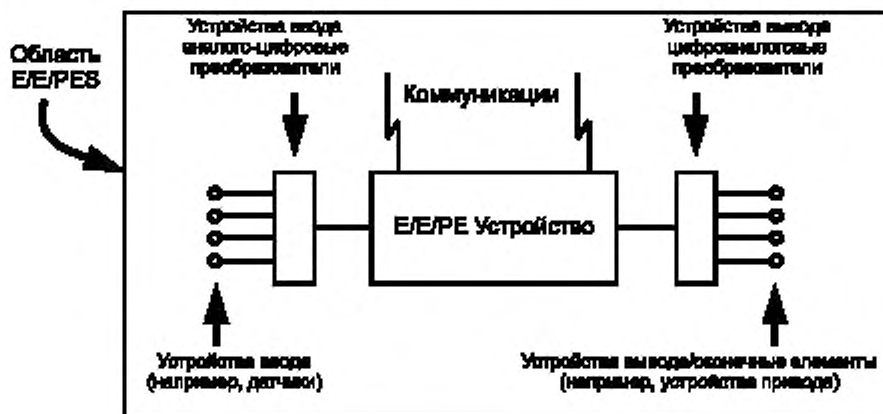 Область
E/E/PES
Устройства ввода
аналого-цифровые
преобразователи
Устройства вывода
цифроаналоговые
преобразователи
Коммуникации
E/E/PE Устройство
Устройства ввода
(например, датчики)
Устройства вывода/оконечные элементы
(например, устройства привода)